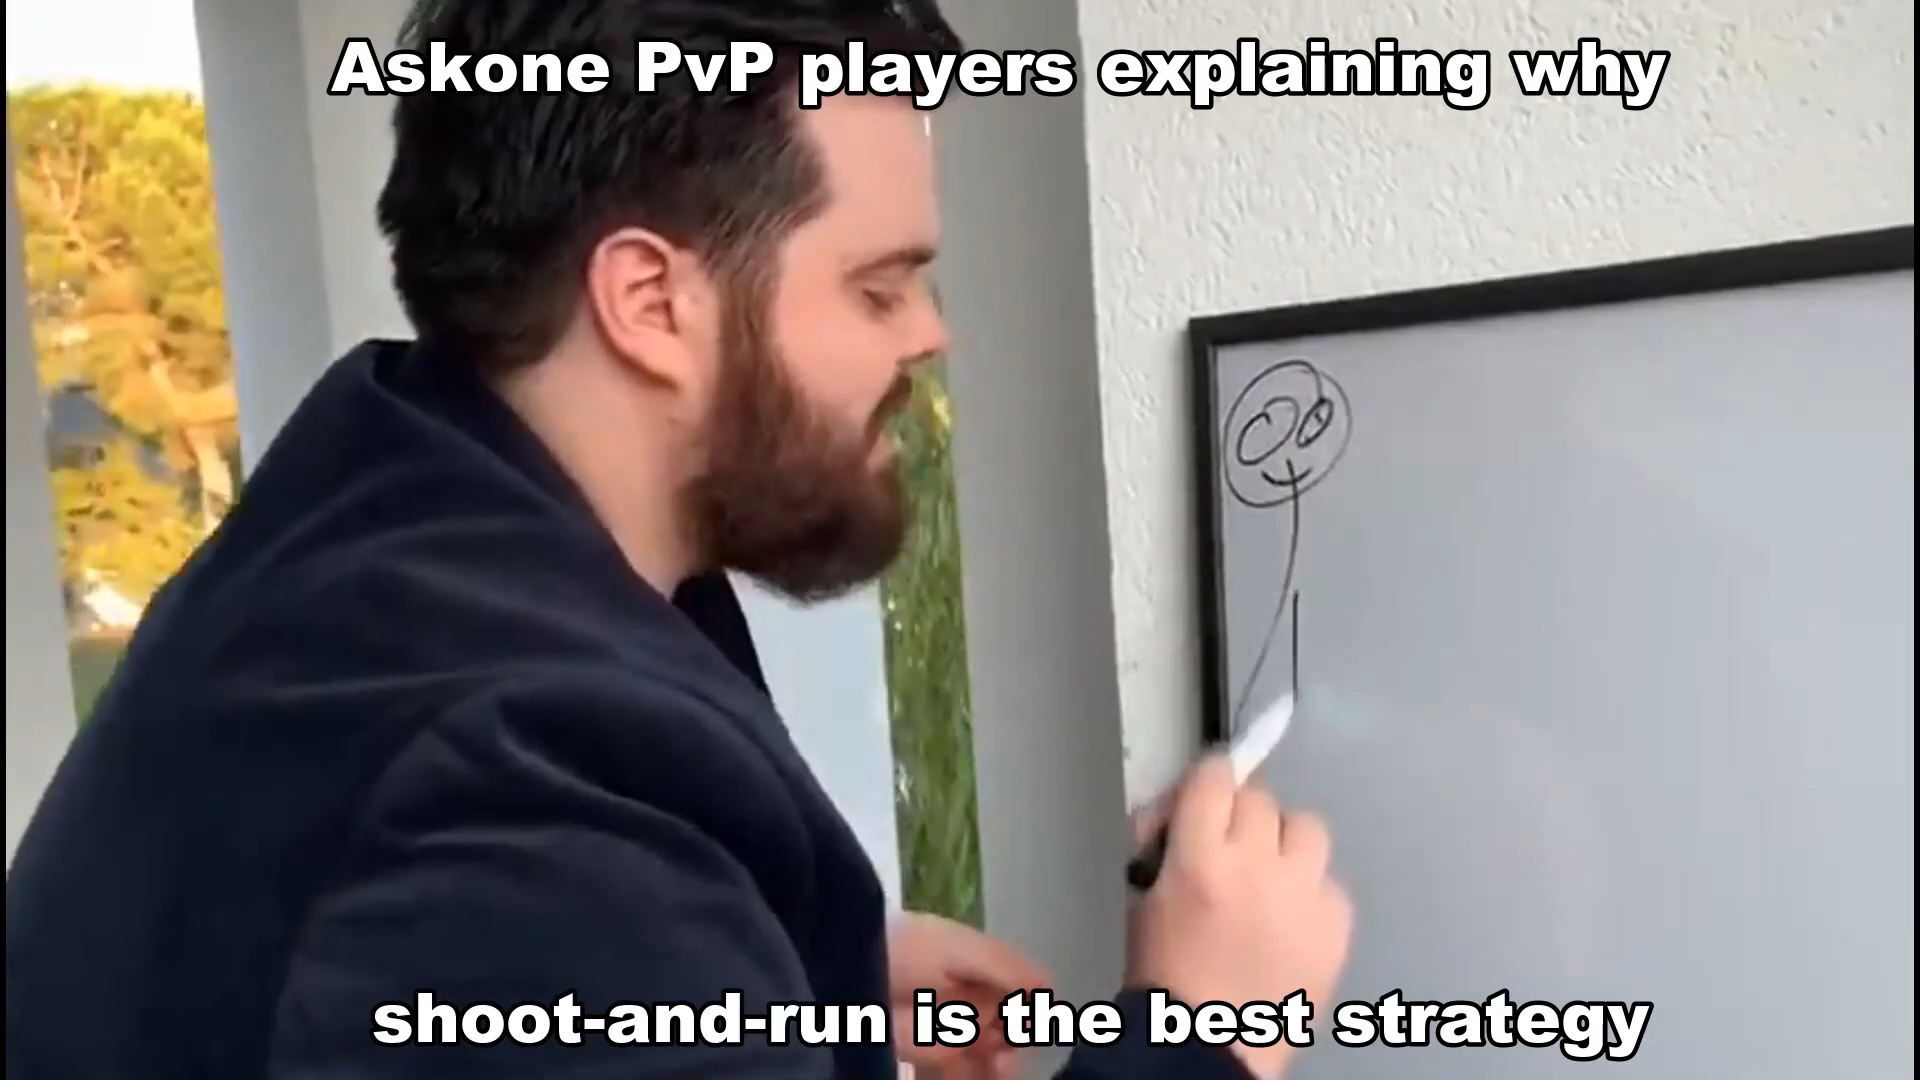 Askone PvP players explaining why
shoot-and-run is the best strategy